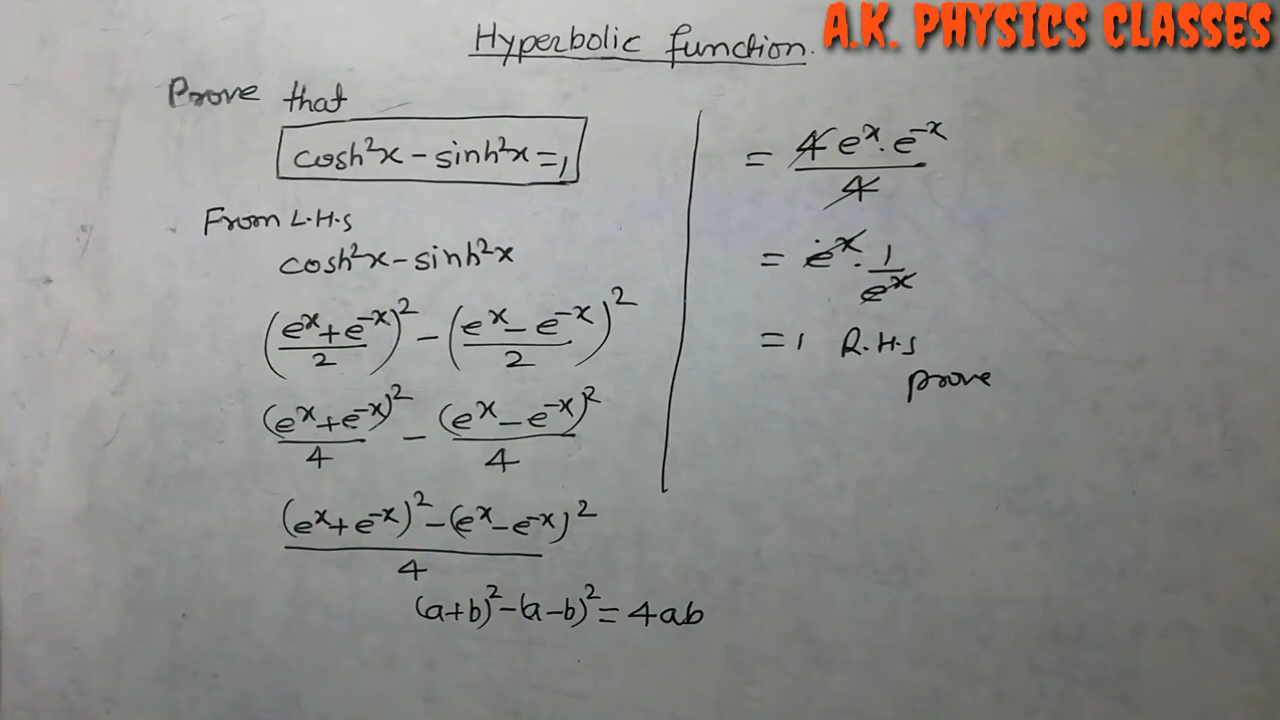 Hyperbolic function.
A.K. PHYSICS CLASSES
Prove that
cosh²x - sinh²x = 1
From L.H.S
cosh²x - sinh²x
((eˣ + e⁻ˣ)/2)² - ((eˣ - e⁻ˣ)/2)²
(eˣ + e⁻ˣ)²/4 - (eˣ - e⁻ˣ)²/4
((eˣ + e⁻ˣ)² - (eˣ - e⁻ˣ)²)/4
(a+b)² - (a-b)² = 4ab
= 4eˣ · e⁻ˣ/4
= eˣ · 1/eˣ
= 1 R.H.S
prove